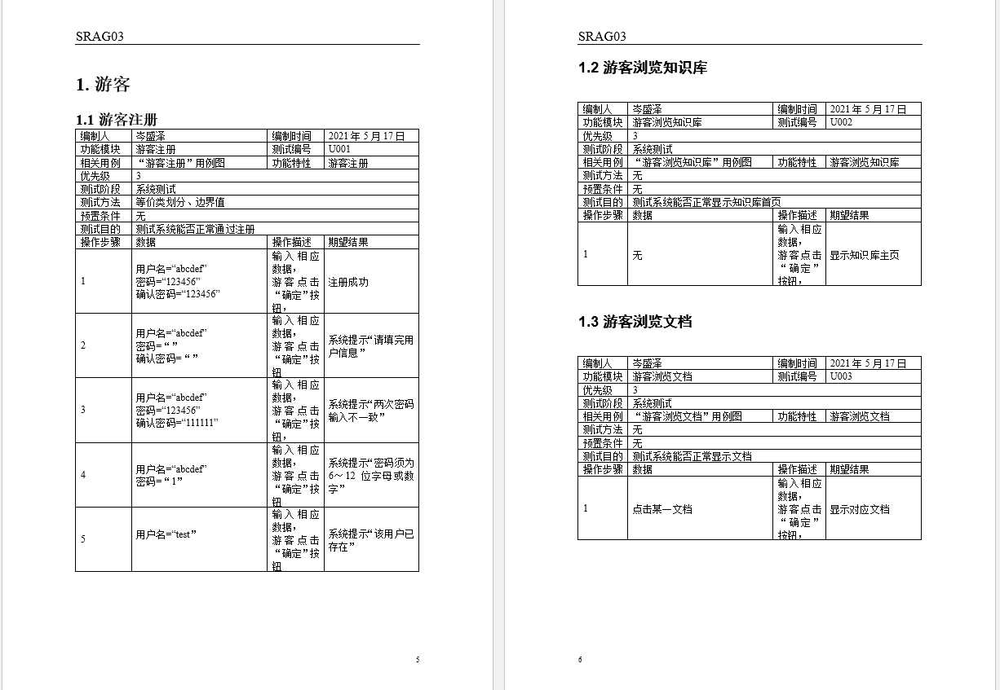 SRAG03
1. 游客
1.1 游客注册
编制人 岑盛泽 编制时间 2021 年 5 月 17 日
功能模块 游客注册 测试编号 U001
相关用例 “游客注册”用例图 功能特性 游客注册
优先级 3
测试阶段 系统测试
测试方法 等价类划分、边界值
预置条件 无
测试目的 测试系统能否正常通过注册
操作步骤 数据 操作描述 期望结果
1
用户名=“abcdef”
密码=“123456”
确认密码=“123456”
输入相应
数据，
游客点击
“确定”按
钮，
注册成功
2
用户名=“abcdef”
密码=“ ”
确认密码=“ ”
输入相应
数据，
游客点击
“确定”按
钮
系统提示“请填完用
户信息”
3
用户名=“abcdef”
密码=“123456”
确认密码=“111111”
输入相应
数据，
游客点击
“确定”按
钮，
系统提示“两次密码
输入不一致”
4
用户名=“abcdef”
密码=“1”
输入相应
数据，
游客点击
“确定”按
钮
系统提示“密码须为
6～12 位字母或数
字”
5
用户名=“test”
输入相应
数据，
游客点击
“确定”按
钮
系统提示“该用户已
存在”
5
SRAG03
1.2 游客浏览知识库
编制人 岑盛泽 编制时间 2021 年 5 月 17 日
功能模块 游客浏览知识库 测试编号 U002
优先级 3
测试阶段 系统测试
相关用例 “游客浏览知识库”用例图 功能特性 游客浏览知识库
测试方法 无
预置条件 无
测试目的 测试系统能否正常显示知识库首页
操作步骤 数据 操作描述 期望结果
1
无
输入相应
数据，
游客点击
“确定”
按钮，
显示知识库主页
1.3 游客浏览文档
编制人 岑盛泽 编制时间 2021 年 5 月 17 日
功能模块 游客浏览文档 测试编号 U003
优先级 3
测试阶段 系统测试
相关用例 “游客浏览文档”用例图 功能特性 游客浏览文档
测试方法 无
预置条件 无
测试目的 测试系统能否正常显示文档
操作步骤 数据 操作描述 期望结果
1
点击某一文档
输入相应
数据，
游客点击
“确定”
按钮，
显示对应文档
6